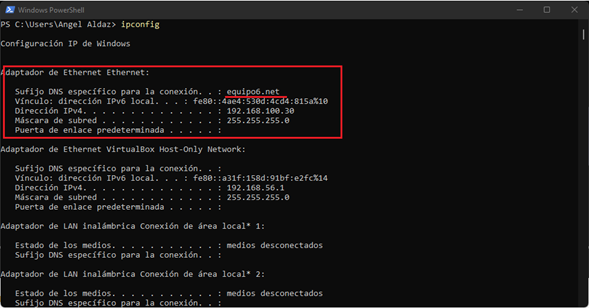 Windows PowerShell
PS C:\Users\Angel Aldaz> ipconfig
Configuración IP de Windows
Adaptador de Ethernet Ethernet:
Sufijo DNS específico para la conexión. . : equipo6.net
Vínculo: dirección IPv6 local. . . : fe80::4ae4:530d:4cd4:815a%10
Dirección IPv4. . . . . . . . . . . . . . : 192.168.100.30
Máscara de subred . . . . . . . . . . . . : 255.255.255.0
Puerta de enlace predeterminada . . . . . :
Adaptador de Ethernet VirtualBox Host-Only Network:
Sufijo DNS específico para la conexión. . :
Vínculo: dirección IPv6 local. . . : fe80::a31f:158d:91bf:e2fc%14
Dirección IPv4. . . . . . . . . . . . . . : 192.168.56.1
Máscara de subred . . . . . . . . . . . . : 255.255.255.0
Puerta de enlace predeterminada . . . . . :
Adaptador de LAN inalámbrica Conexión de área local* 1:
Estado de los medios. . . . . . . . . . . : medios desconectados
Sufijo DNS específico para la conexión. . :
Adaptador de LAN inalámbrica Conexión de área local* 2:
Estado de los medios. . . . . . . . . . . : medios desconectados
Sufijo DNS específico para la conexión. . :